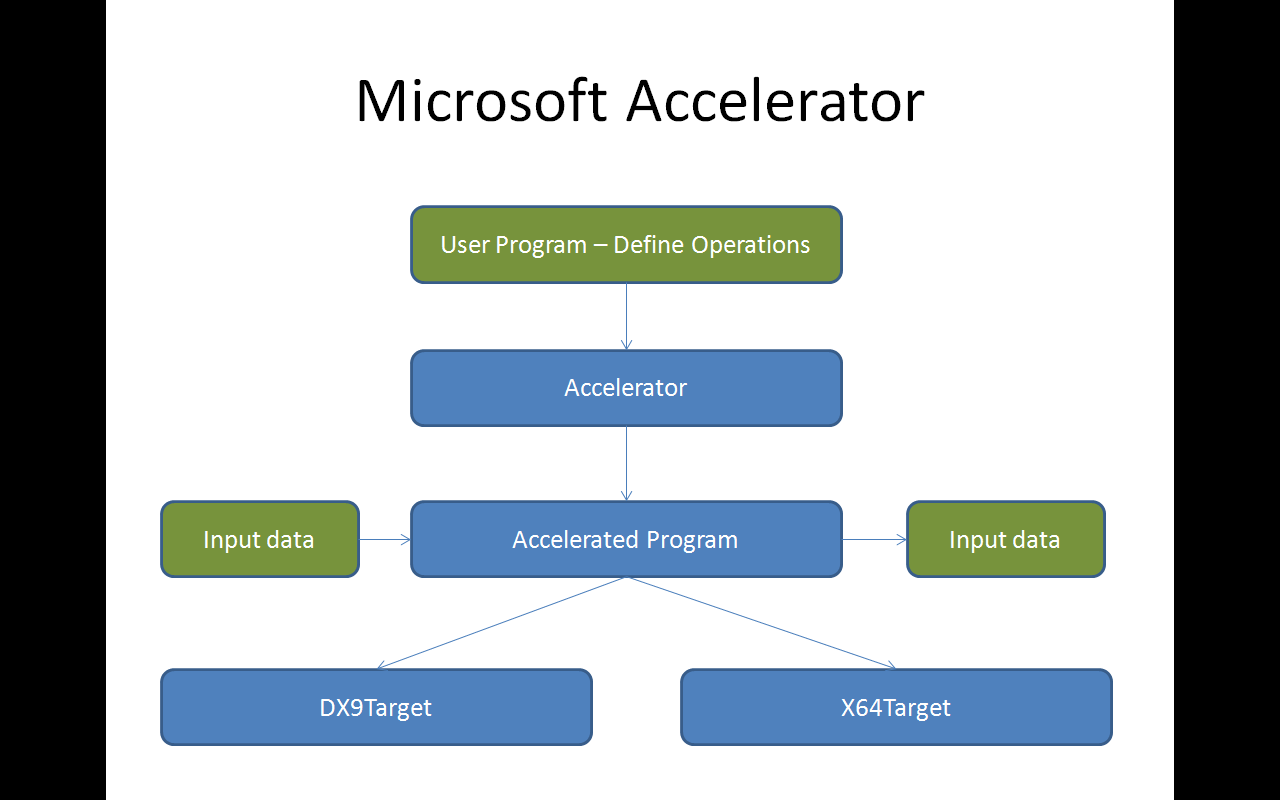 Microsoft Accelerator
User Program – Define Operations
Accelerator
Input data
Accelerated Program
Input data
DX9Target
X64Target